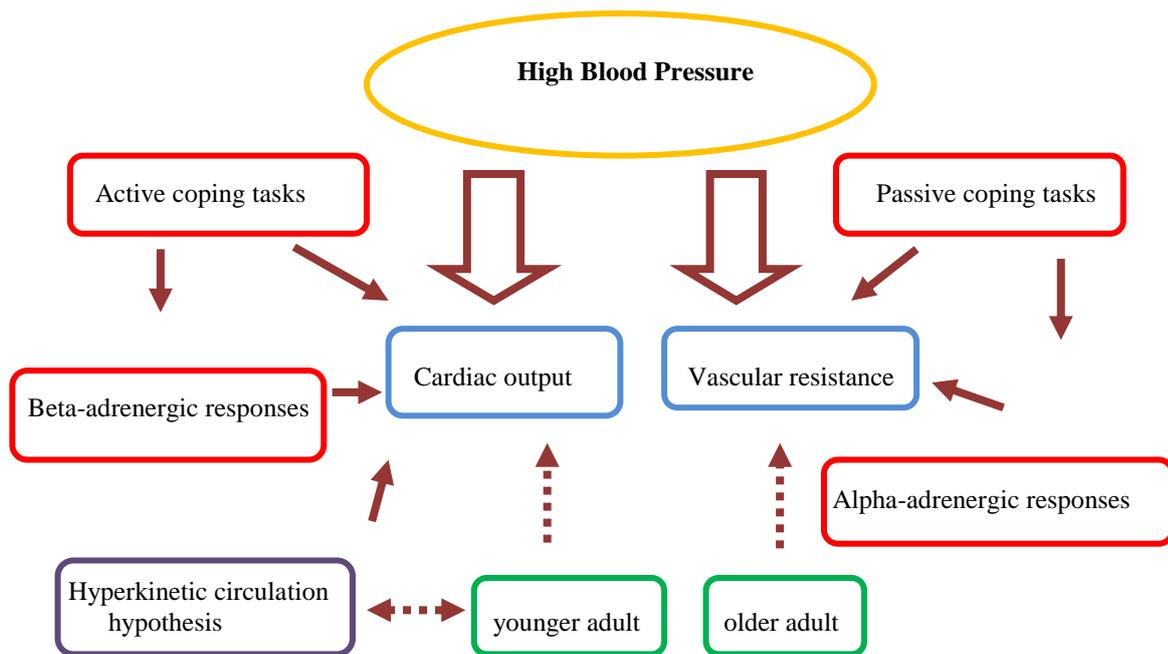 High Blood Pressure
Active coping tasks
Passive coping tasks
Cardiac output
Vascular resistance
Beta-adrenergic responses
Alpha-adrenergic responses
Hyperkinetic circulation
hypothesis
younger adult
older adult